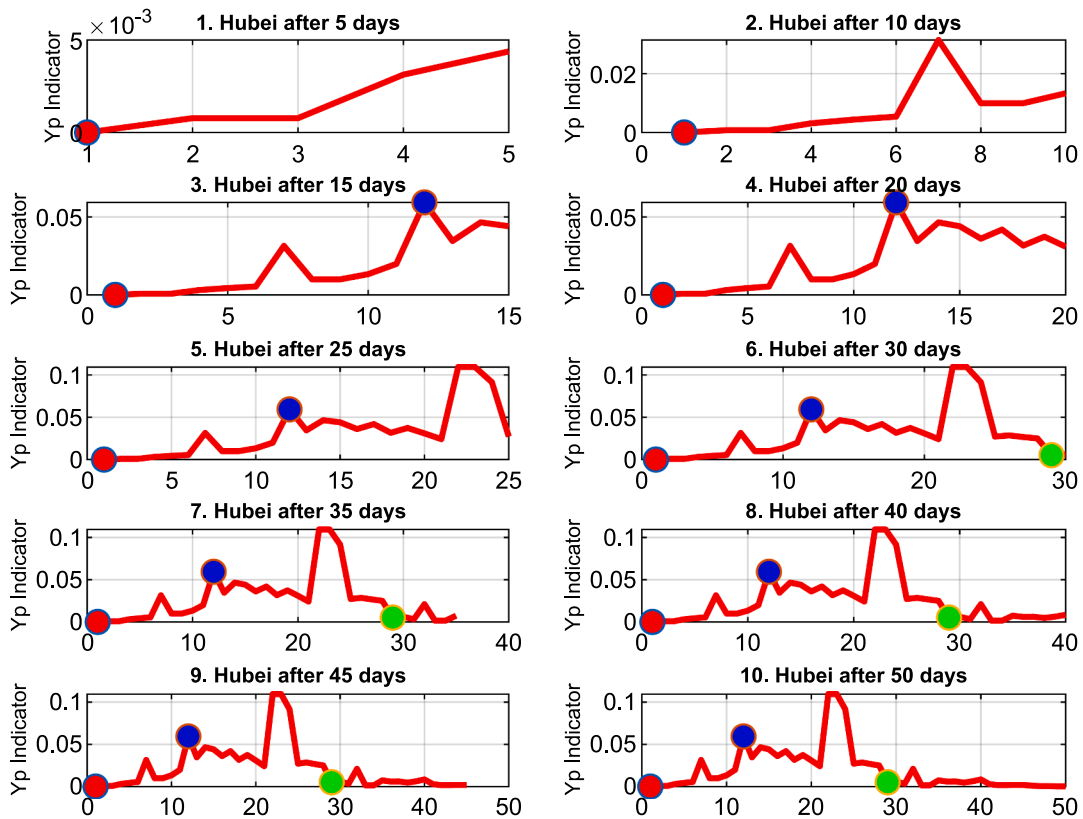 1. Hubei after 5 days
5 × 10⁻³
Yp Indicator
0
1 2 3 4 5
2. Hubei after 10 days
Yp Indicator
0.02
0
0 2 4 6 8 10
3. Hubei after 15 days
Yp Indicator
0.05
0
0 5 10 15
4. Hubei after 20 days
Yp Indicator
0.05
0
0 5 10 15 20
5. Hubei after 25 days
Yp Indicator
0.1
0.05
0
0 5 10 15 20 25
6. Hubei after 30 days
Yp Indicator
0.1
0.05
0
0 10 20 30
7. Hubei after 35 days
Yp Indicator
0.1
0.05
0
0 10 20 30 40
8. Hubei after 40 days
Yp Indicator
0.1
0.05
0
0 10 20 30 40
9. Hubei after 45 days
Yp Indicator
0.1
0.05
0
0 10 20 30 40 50
10. Hubei after 50 days
Yp Indicator
0.1
0.05
0
0 10 20 30 40 50